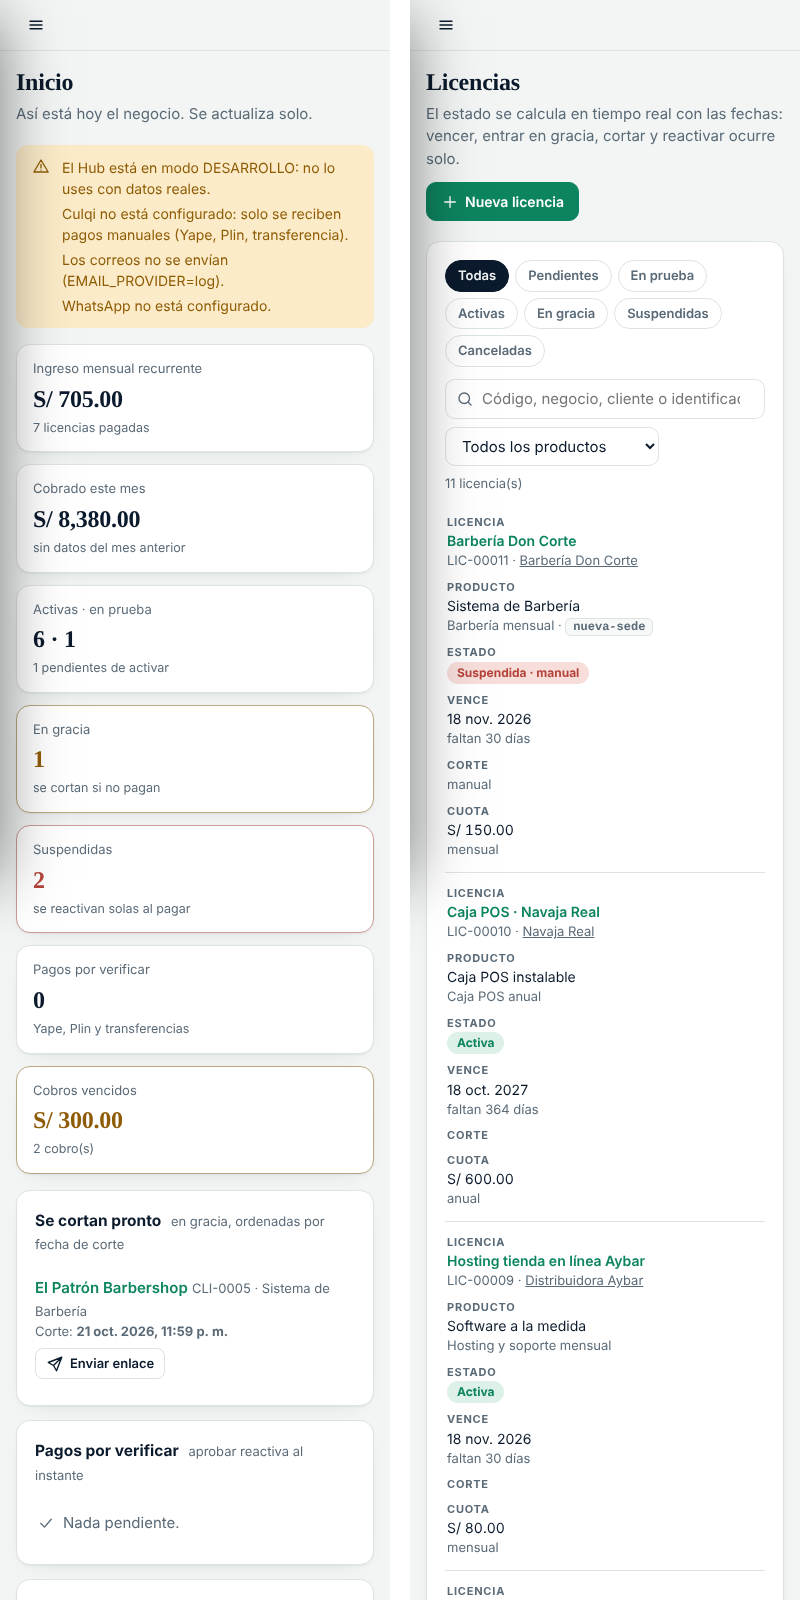 Inicio
Así está hoy el negocio. Se actualiza solo.
El Hub está en modo DESARROLLO: no lo
uses con datos reales.
Culqi no está configurado: solo se reciben
pagos manuales (Yape, Plin, transferencia).
Los correos no se envían
(EMAIL_PROVIDER=log).
WhatsApp no está configurado.
Ingreso mensual recurrente
S/ 705.00
7 licencias pagadas
Cobrado este mes
S/ 8,380.00
sin datos del mes anterior
Activas · en prueba
6 · 1
1 pendientes de activar
En gracia
1
se cortan si no pagan
Suspendidas
2
se reactivan solas al pagar
Pagos por verificar
0
Yape, Plin y transferencias
Cobros vencidos
S/ 300.00
2 cobro(s)
Se cortan pronto en gracia, ordenadas por
fecha de corte
El Patrón Barbershop CLI-0005 · Sistema de
Barbería
Corte: 21 oct. 2026, 11:59 p. m.
Enviar enlace
Pagos por verificar aprobar reactiva al
instante
Nada pendiente.
Licencias
El estado se calcula en tiempo real con las fechas:
vencer, entrar en gracia, cortar y reactivar ocurre
solo.
Nueva licencia
Todas Pendientes En prueba
Activas En gracia Suspendidas
Canceladas
Código, negocio, cliente o identificac
Todos los productos
11 licencia(s)
LICENCIA
Barbería Don Corte
LIC-00011 · Barbería Don Corte
PRODUCTO
Sistema de Barbería
Barbería mensual · nueva-sede
ESTADO
Suspendida · manual
VENCE
18 nov. 2026
faltan 30 días
CORTE
manual
CUOTA
S/ 150.00
mensual
LICENCIA
Caja POS · Navaja Real
LIC-00010 · Navaja Real
PRODUCTO
Caja POS instalable
Caja POS anual
ESTADO
Activa
VENCE
18 oct. 2027
faltan 364 días
CORTE
CUOTA
S/ 600.00
anual
LICENCIA
Hosting tienda en línea Aybar
LIC-00009 · Distribuidora Aybar
PRODUCTO
Software a la medida
Hosting y soporte mensual
ESTADO
Activa
VENCE
18 nov. 2026
faltan 30 días
CORTE
CUOTA
S/ 80.00
mensual
LICENCIA